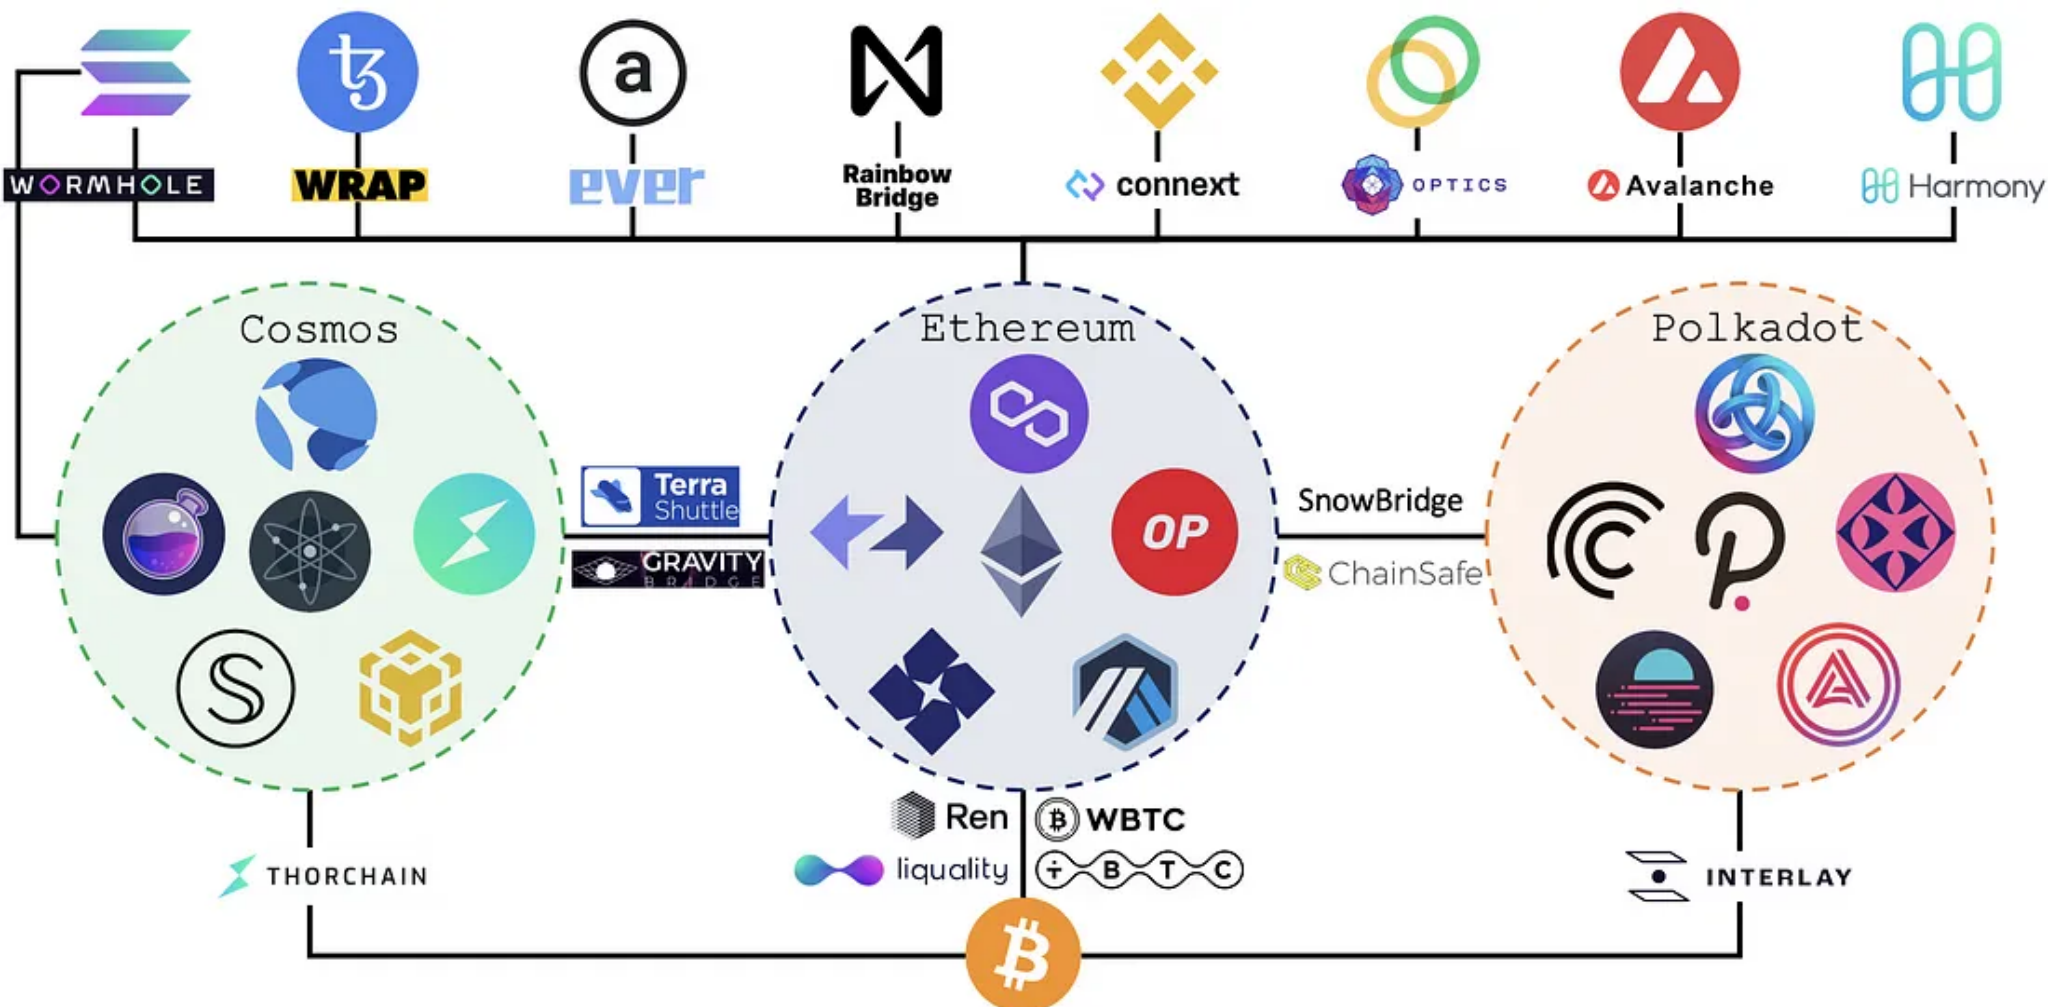 a
WORMHOLE
WRAP
ever
Rainbow
Bridge
connext
OPTICS
Avalanche
Harmony
Cosmos
Ethereum
Polkadot
Terra
Shuttle
GRAVITY
BRIDGE
OP
SnowBridge
ChainSafe
Ren
WBTC
liquality
TBTC
THORCHAIN
INTERLAY